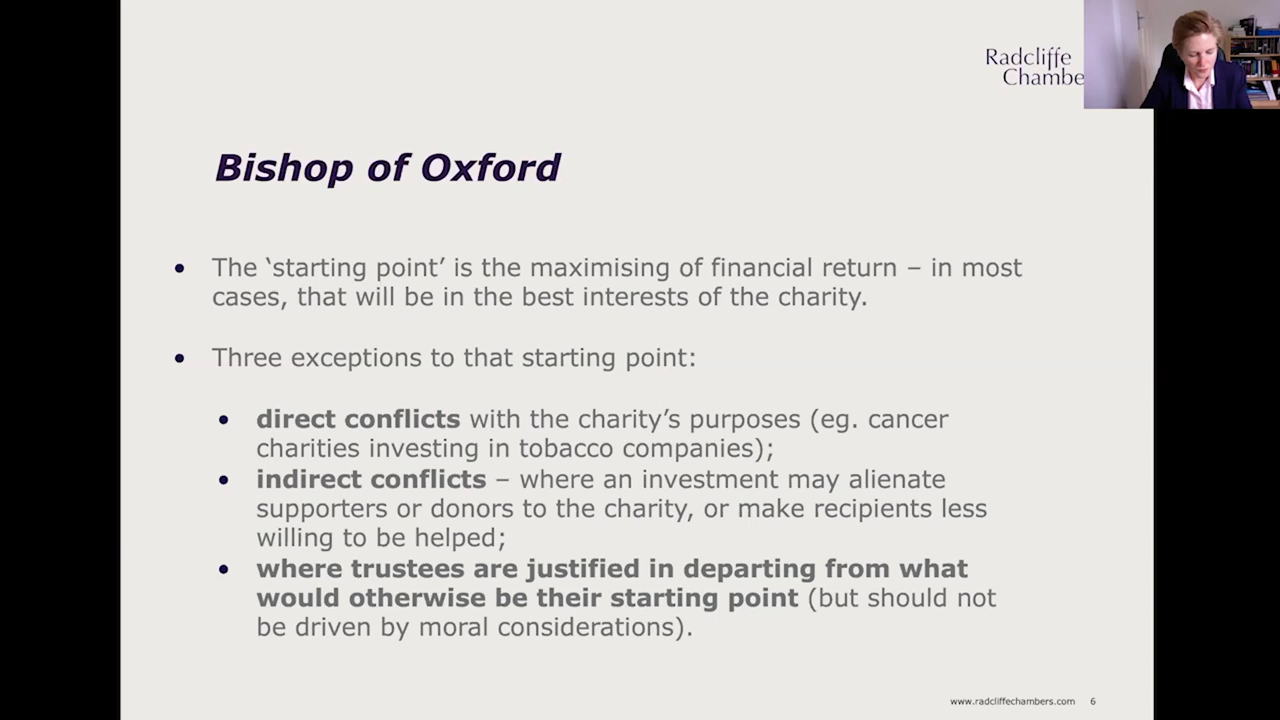 Radcliffe
Chambe
Bishop of Oxford
• The ‘starting point’ is the maximising of financial return – in most
cases, that will be in the best interests of the charity.
• Three exceptions to that starting point:
• direct conflicts with the charity’s purposes (eg. cancer
charities investing in tobacco companies);
• indirect conflicts – where an investment may alienate
supporters or donors to the charity, or make recipients less
willing to be helped;
• where trustees are justified in departing from what
would otherwise be their starting point (but should not
be driven by moral considerations).
www.radcliffechambers.com 6